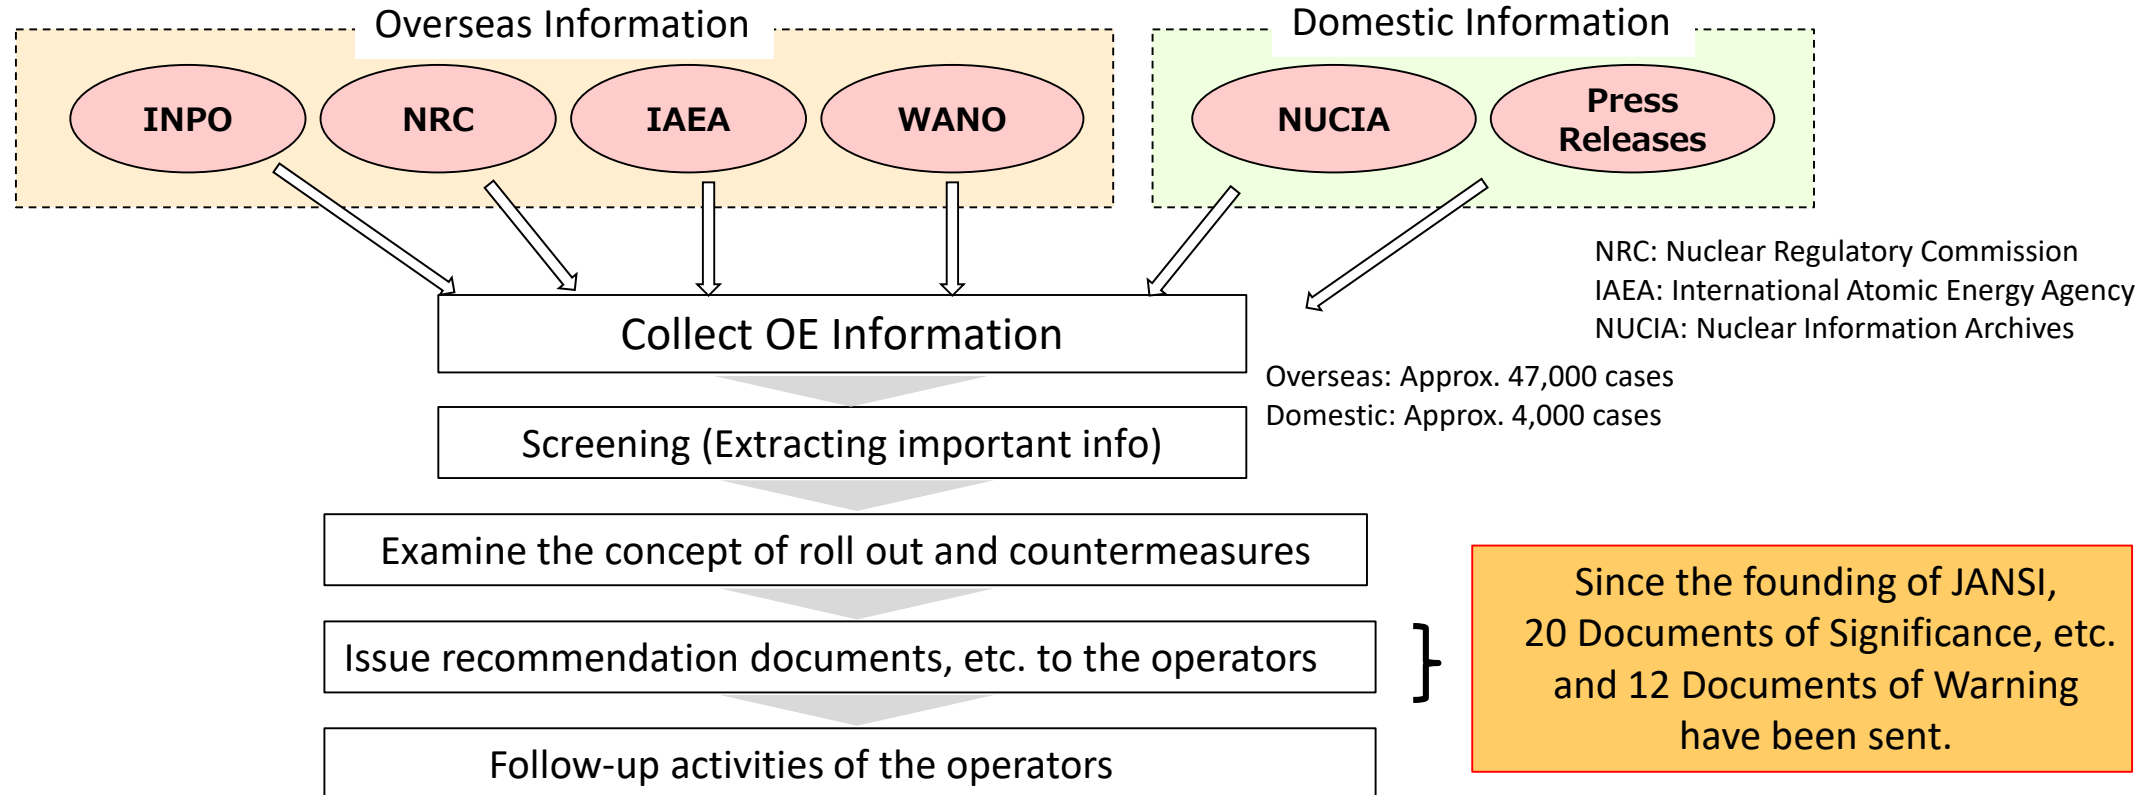 Overseas Information
Domestic Information
INPO
NRC
IAEA
WANO
NUCIA
Press
Releases
NRC: Nuclear Regulatory Commission
IAEA: International Atomic Energy Agency
NUCIA: Nuclear Information Archives
Collect OE Information
Overseas: Approx. 47,000 cases
Domestic: Approx. 4,000 cases
Screening (Extracting important info)
Examine the concept of roll out and countermeasures
Issue recommendation documents, etc. to the operators
Since the founding of JANSI,
20 Documents of Significance, etc.
and 12 Documents of Warning
have been sent.
Follow-up activities of the operators